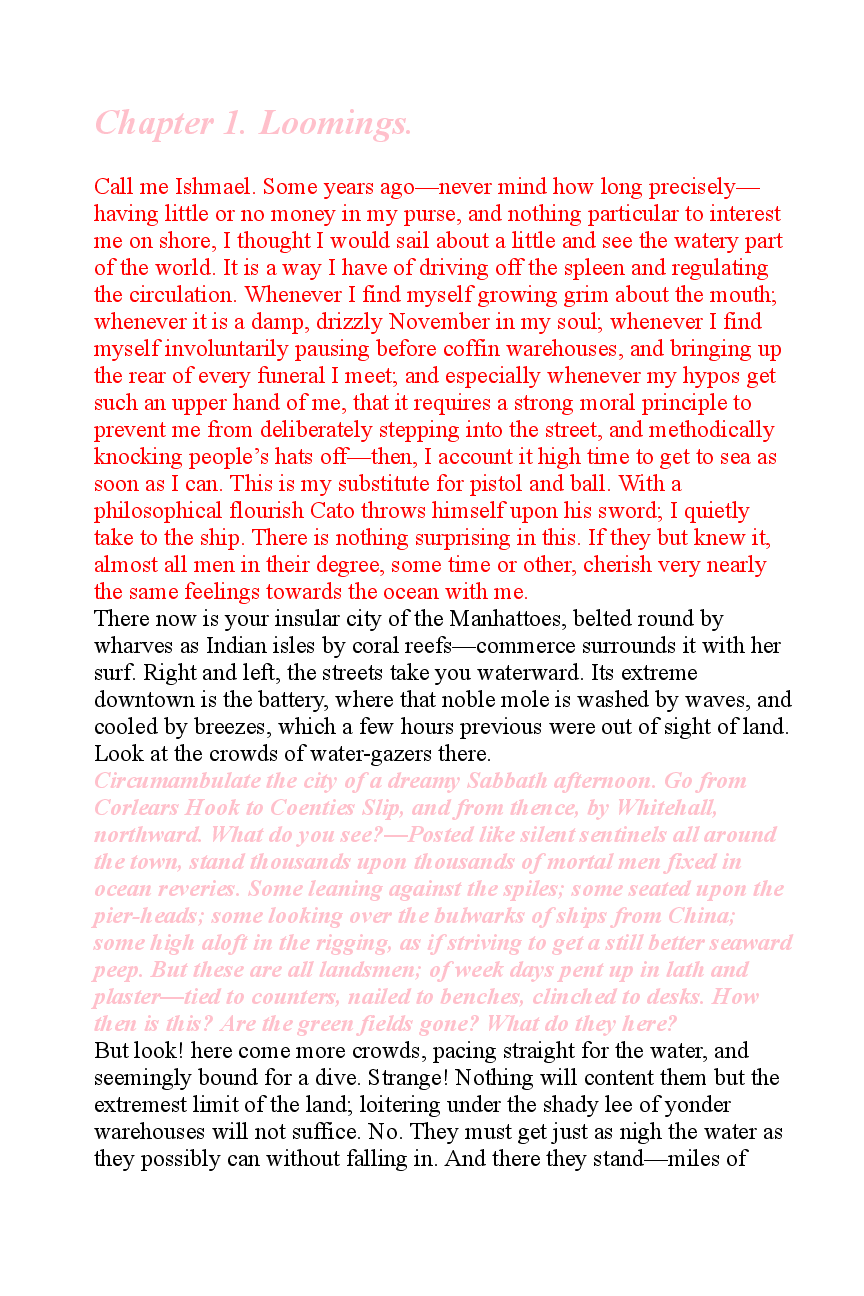 Chapter 1. Loomings.
Call me Ishmael. Some years ago—never mind how long precisely—
having little or no money in my purse, and nothing particular to interest
me on shore, I thought I would sail about a little and see the watery part
of the world. It is a way I have of driving off the spleen and regulating
the circulation. Whenever I find myself growing grim about the mouth;
whenever it is a damp, drizzly November in my soul; whenever I find
myself involuntarily pausing before coffin warehouses, and bringing up
the rear of every funeral I meet; and especially whenever my hypos get
such an upper hand of me, that it requires a strong moral principle to
prevent me from deliberately stepping into the street, and methodically
knocking people’s hats off—then, I account it high time to get to sea as
soon as I can. This is my substitute for pistol and ball. With a
philosophical flourish Cato throws himself upon his sword; I quietly
take to the ship. There is nothing surprising in this. If they but knew it,
almost all men in their degree, some time or other, cherish very nearly
the same feelings towards the ocean with me.
There now is your insular city of the Manhattoes, belted round by
wharves as Indian isles by coral reefs—commerce surrounds it with her
surf. Right and left, the streets take you waterward. Its extreme
downtown is the battery, where that noble mole is washed by waves, and
cooled by breezes, which a few hours previous were out of sight of land.
Look at the crowds of water-gazers there.
Circumambulate the city of a dreamy Sabbath afternoon. Go from
Corlears Hook to Coenties Slip, and from thence, by Whitehall,
northward. What do you see?—Posted like silent sentinels all around
the town, stand thousands upon thousands of mortal men fixed in
ocean reveries. Some leaning against the spiles; some seated upon the
pier-heads; some looking over the bulwarks of ships from China;
some high aloft in the rigging, as if striving to get a still better seaward
peep. But these are all landsmen; of week days pent up in lath and
plaster—tied to counters, nailed to benches, clinched to desks. How
then is this? Are the green fields gone? What do they here?
But look! here come more crowds, pacing straight for the water, and
seemingly bound for a dive. Strange! Nothing will content them but the
extremest limit of the land; loitering under the shady lee of yonder
warehouses will not suffice. No. They must get just as nigh the water as
they possibly can without falling in. And there they stand—miles of